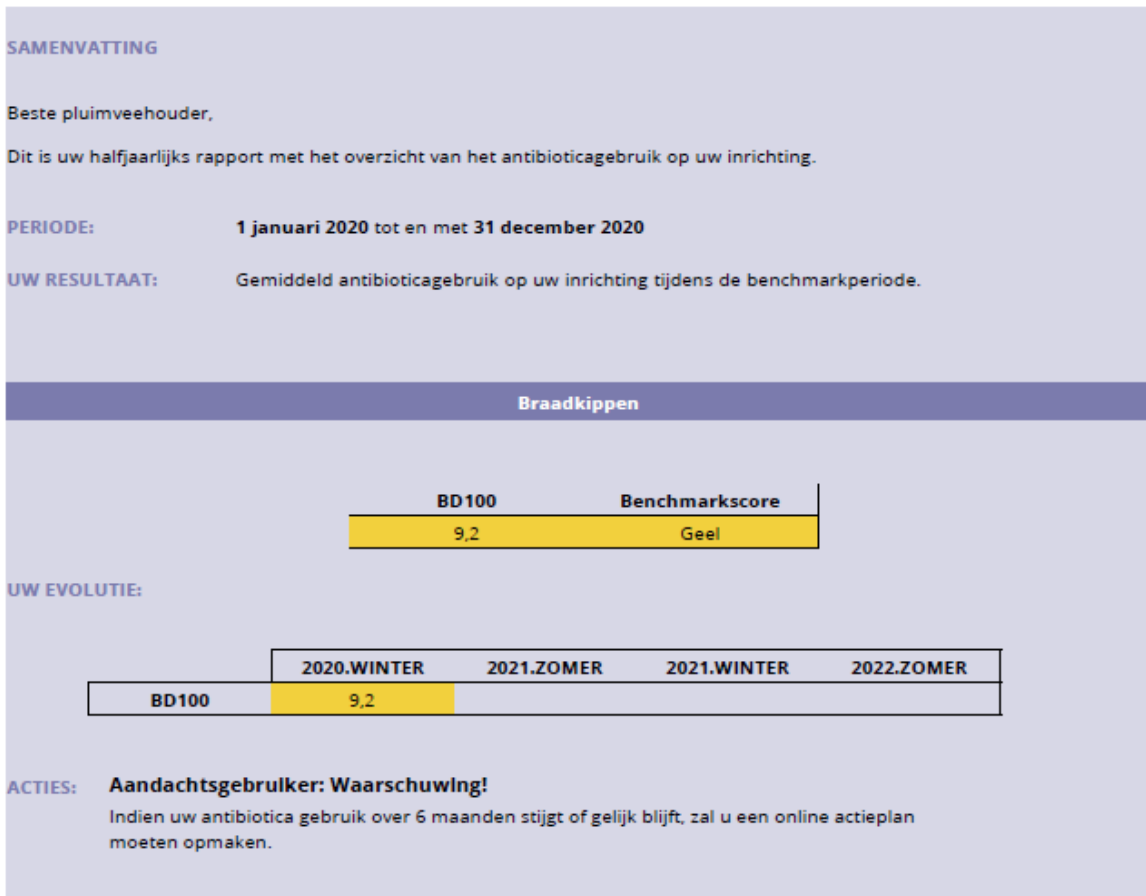 SAMENVATTING
Beste pluimveehouder,
Dit is uw halfjaarlijks rapport met het overzicht van het antibioticagebruik op uw inrichting.
PERIODE: 1 januari 2020 tot en met 31 december 2020
UW RESULTAAT: Gemiddeld antibioticagebruik op uw inrichting tijdens de benchmarkperiode.
Braadkippen
BD100 Benchmarkscore
9,2 Geel
UW EVOLUTIE:
2020.WINTER 2021.ZOMER 2021.WINTER 2022.ZOMER
BD100 9,2
ACTIES: Aandachtsgebruiker: Waarschuwing!
Indien uw antibiotica gebruik over 6 maanden stijgt of gelijk blijft, zal u een online actieplan
moeten opmaken.